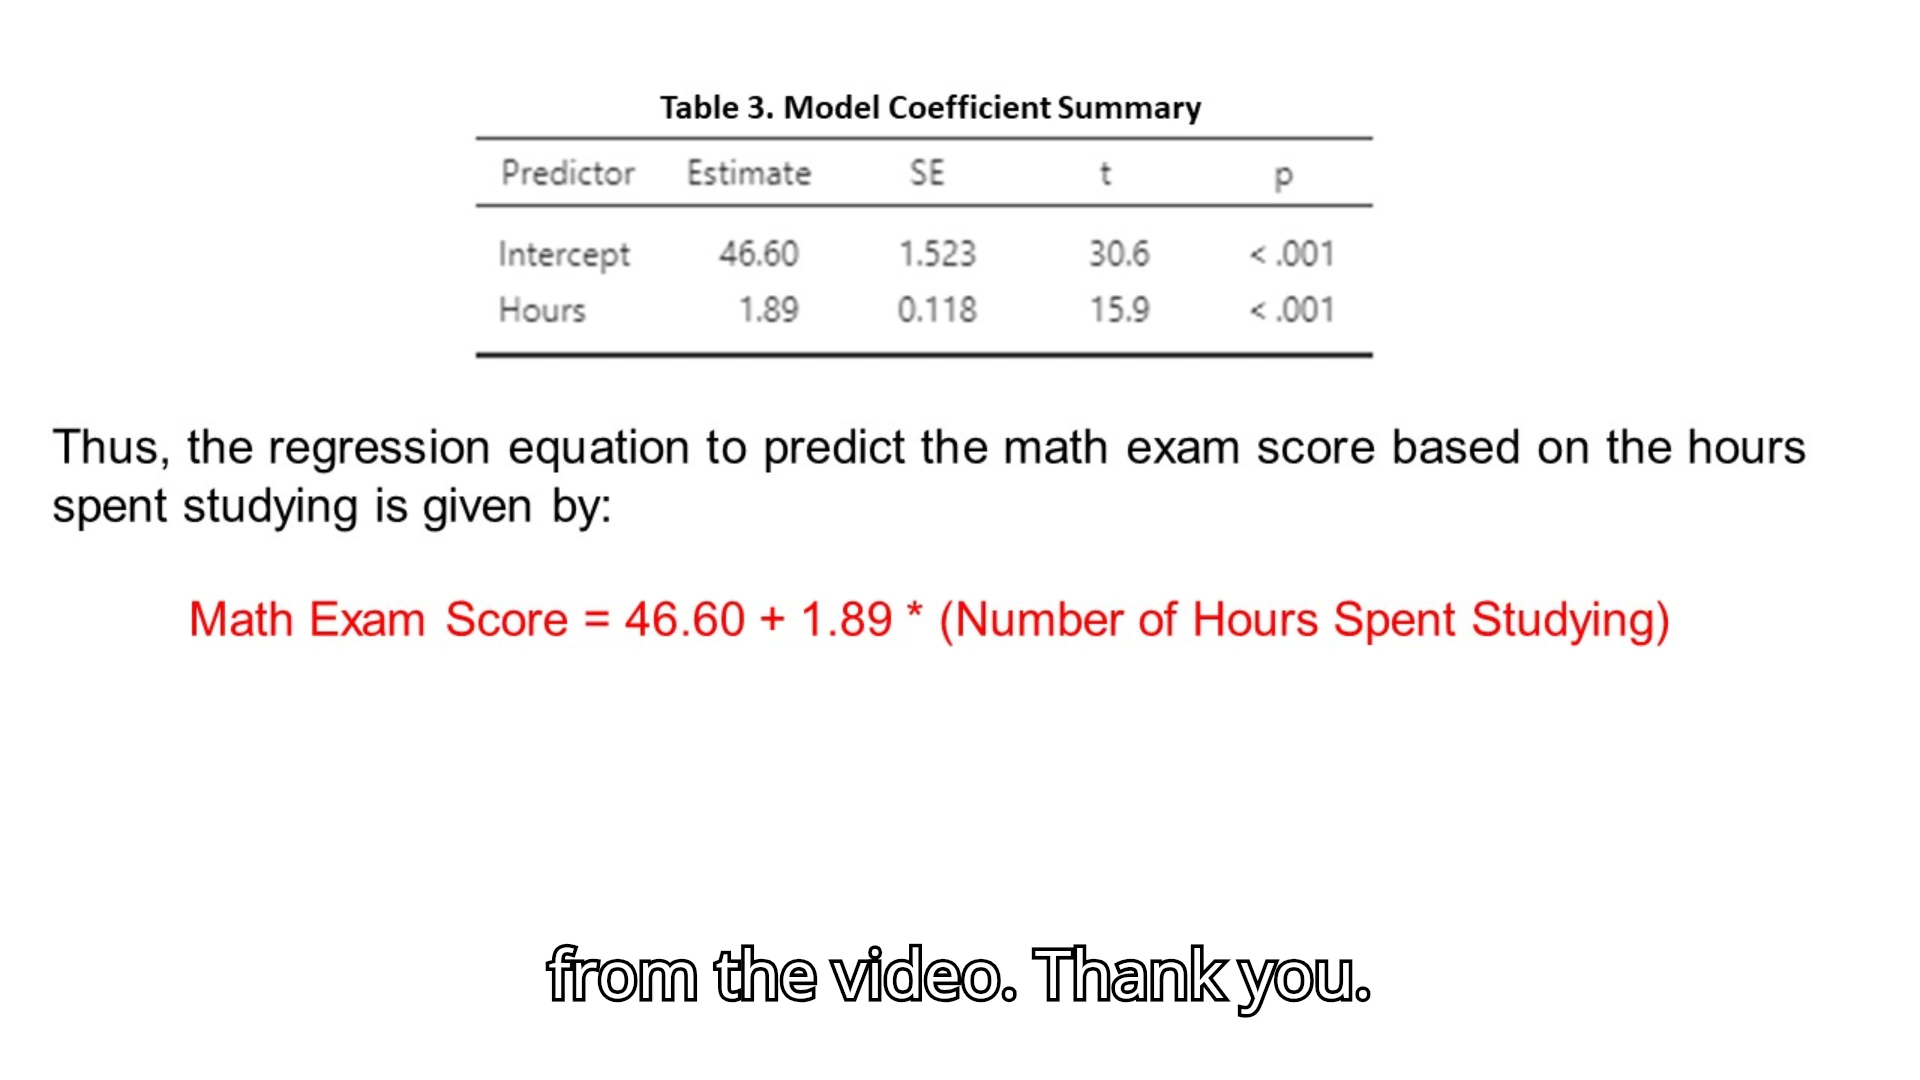 Table 3. Model Coefficient Summary
Predictor Estimate SE t p
Intercept 46.60 1.523 30.6 < .001
Hours 1.89 0.118 15.9 < .001
Thus, the regression equation to predict the math exam score based on the hours
spent studying is given by:
Math Exam Score = 46.60 + 1.89 * (Number of Hours Spent Studying)
from the video. Thank you.